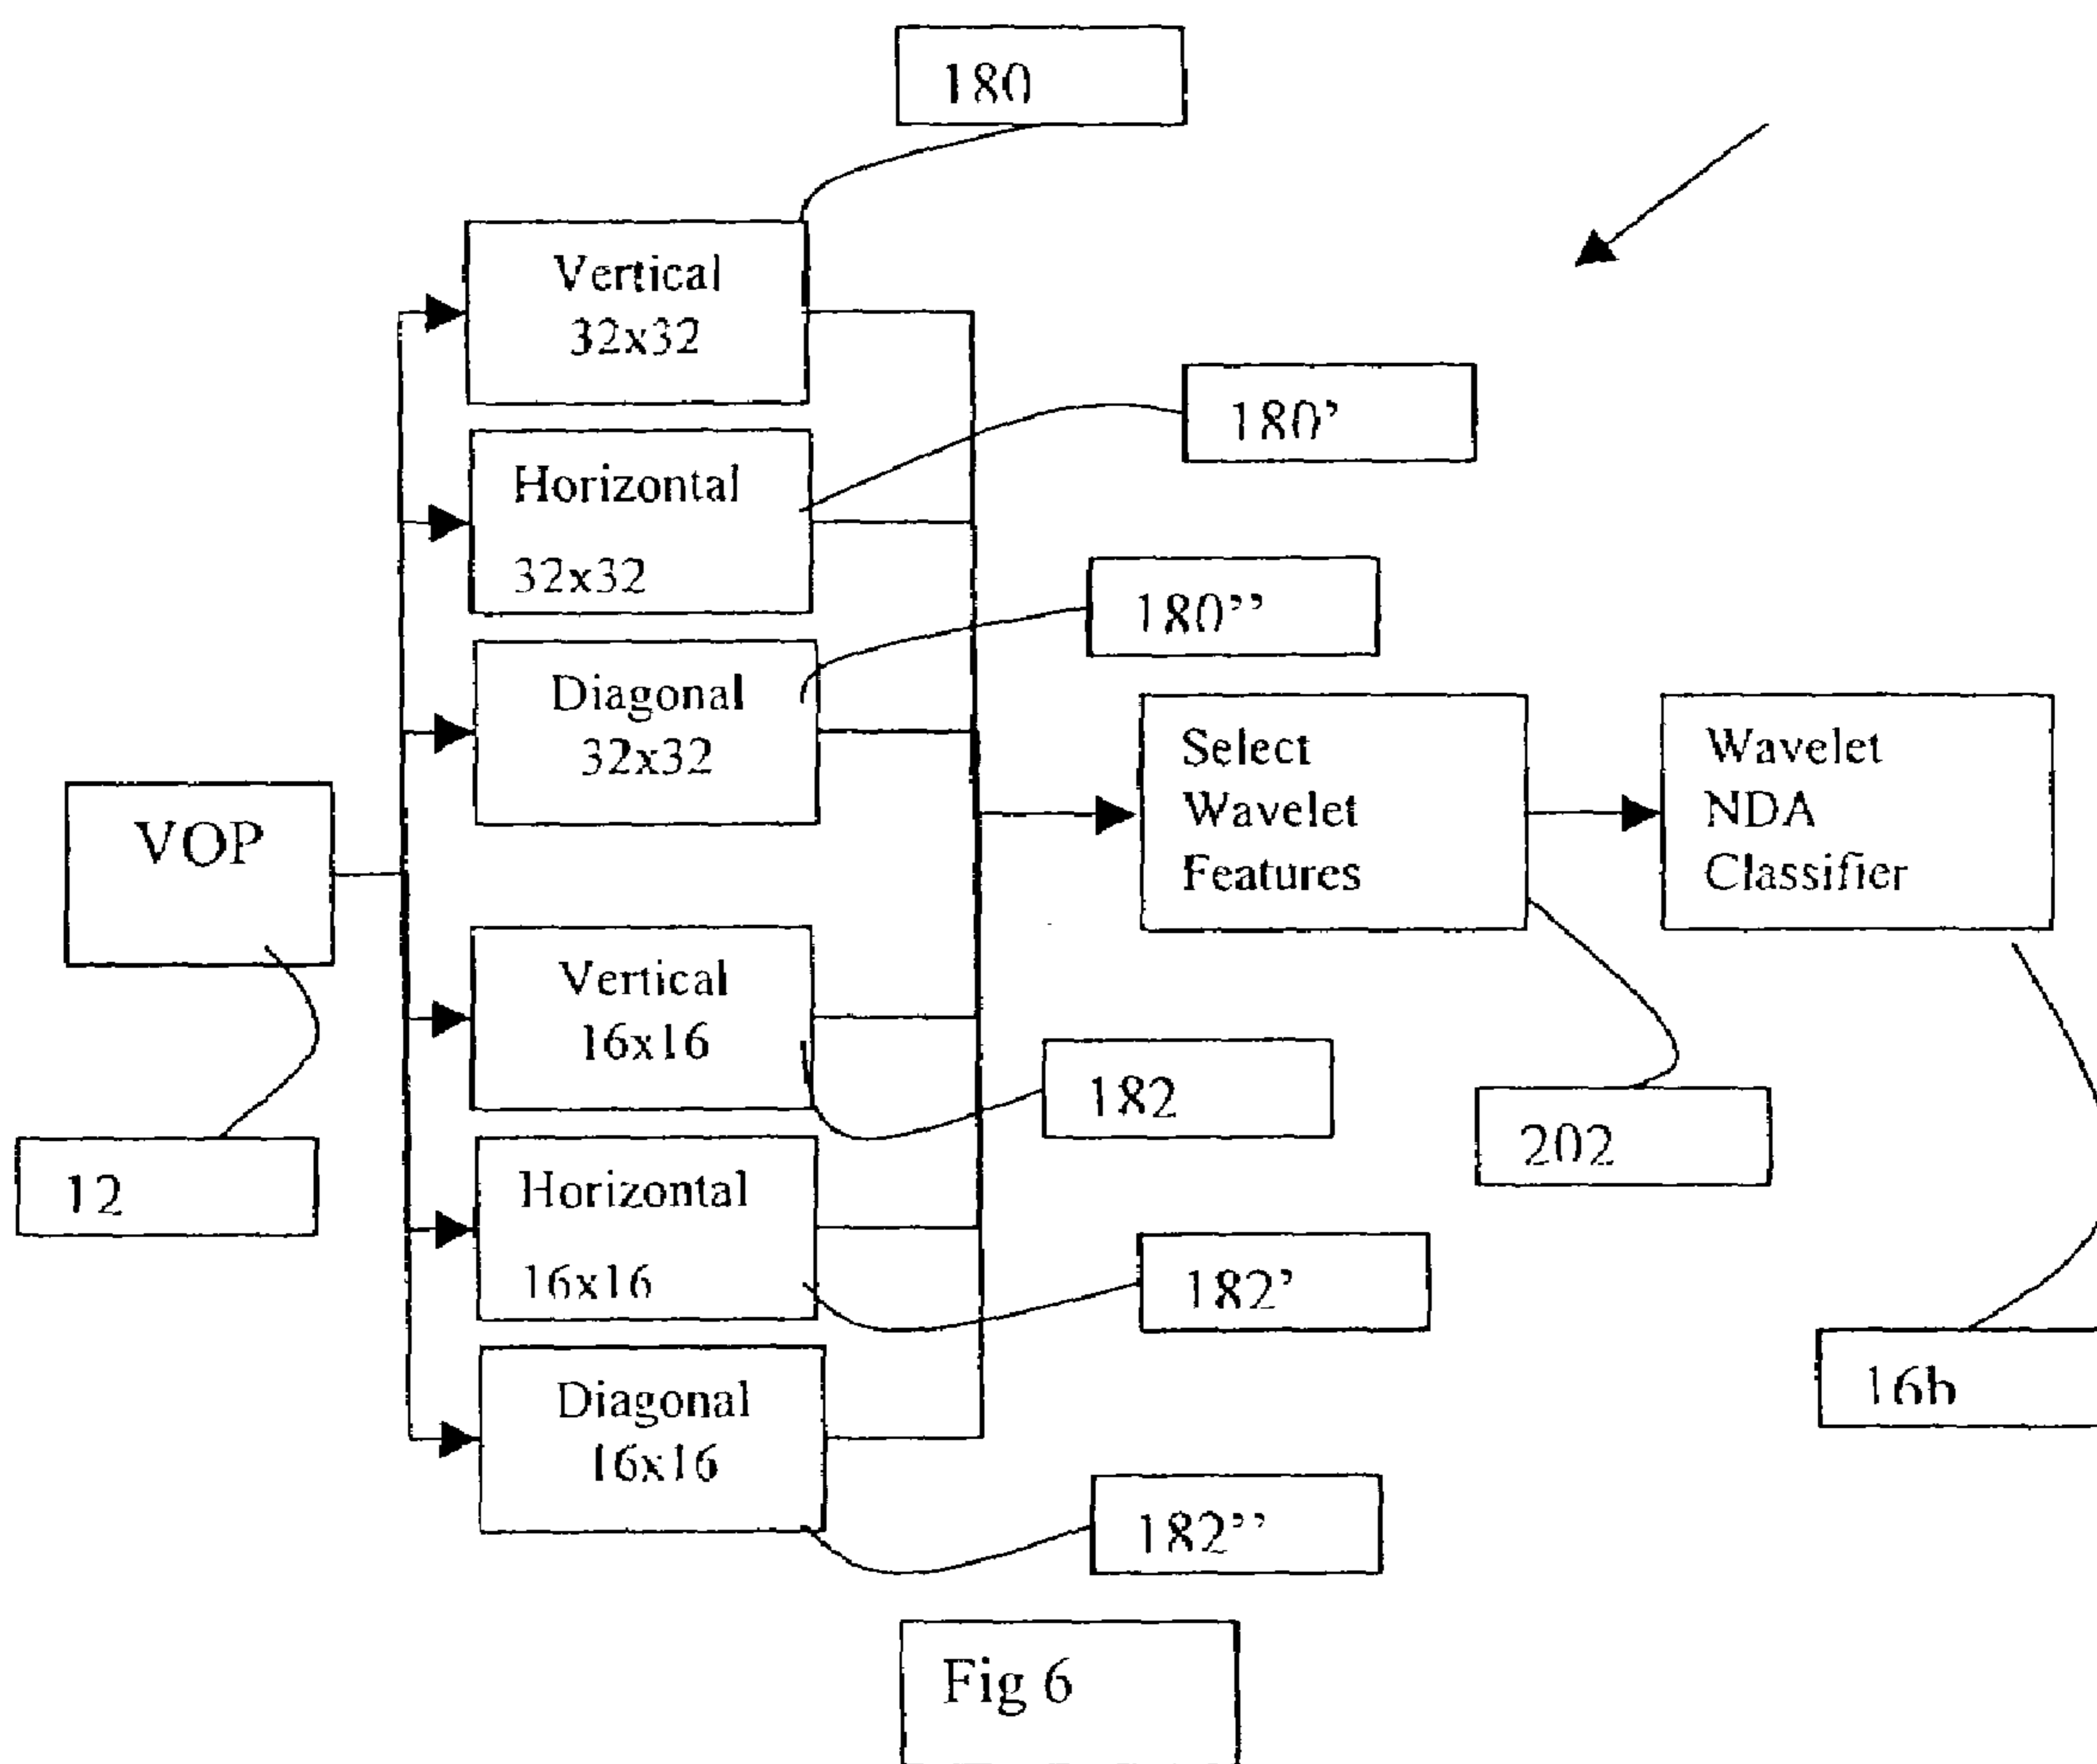 180
Vertical
32x32
180’
Horizontal
32x32
180’’
Diagonal
32x32
Select
Wavelet
Features
Wavelet
NDA
Classifier
VOP
Vertical
16x16
182
202
12
Horizontal
16x16
182’
16b
Diagonal
16x16
182’’
Fig 6